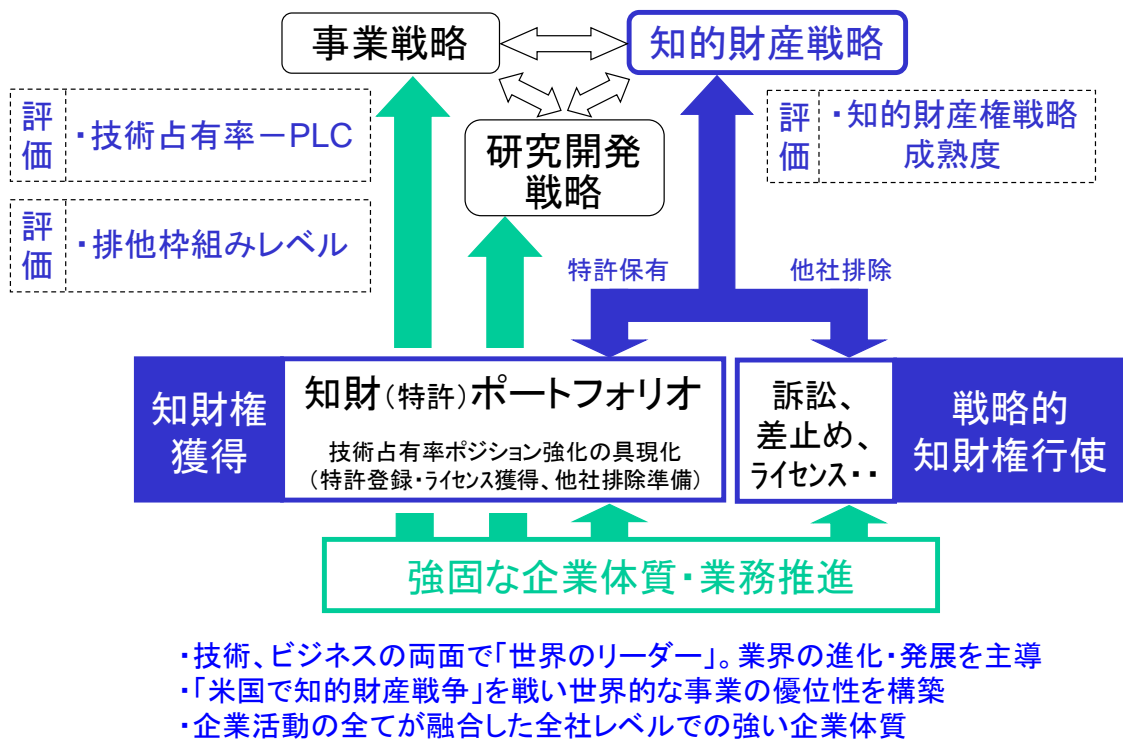 事業戦略
知的財産戦略
評価
・技術占有率－PLC
研究開発
戦略
評価
・知的財産権戦略
成熟度
評価
・排他枠組みレベル
特許保有
他社排除
知財権
獲得
知財(特許)ポートフォリオ
技術占有率ポジション強化の具現化
(特許登録・ライセンス獲得、他社排除準備)
訴訟、
差止め、
ライセンス・・
戦略的
知財権行使
強固な企業体質・業務推進
・技術、ビジネスの両面で「世界のリーダー」。業界の進化・発展を主導
・「米国で知的財産戦争」を戦い世界的な事業の優位性を構築
・企業活動の全てが融合した全社レベルでの強い企業体質